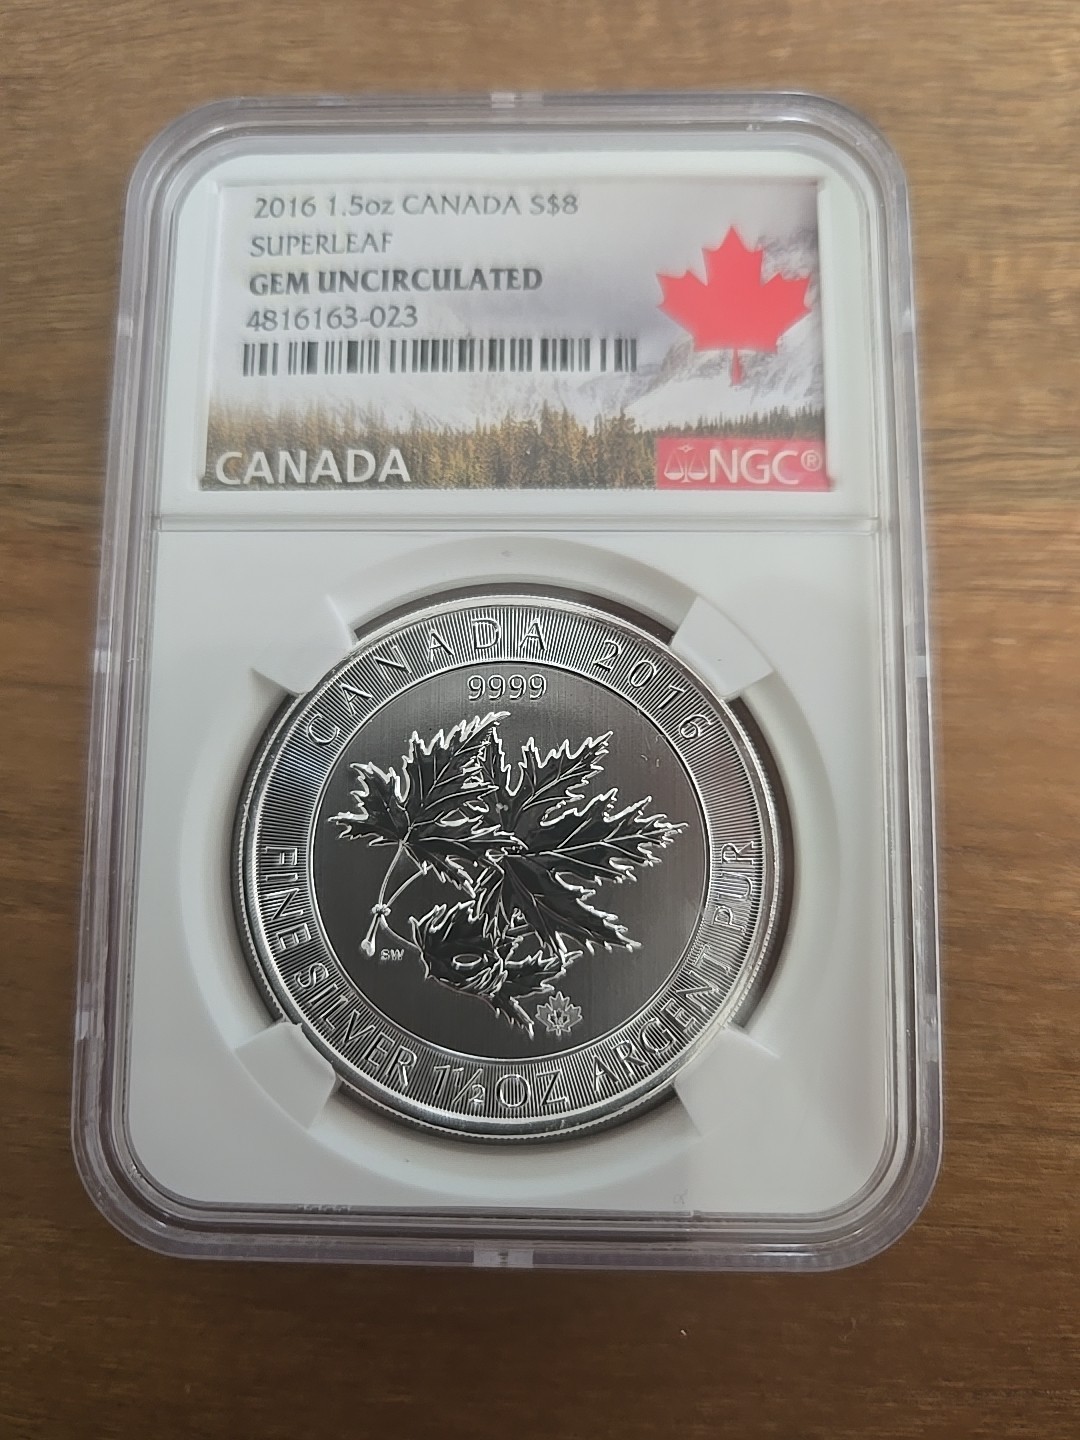 2016 1.5oz CANADA S$8
SUPERLEAF
GEM UNCIRCULATED
4816163-023
CANADA
NGC®
CANADA 2016
9999
SW
FINE SILVER 1½ OZ ARGENT PUR